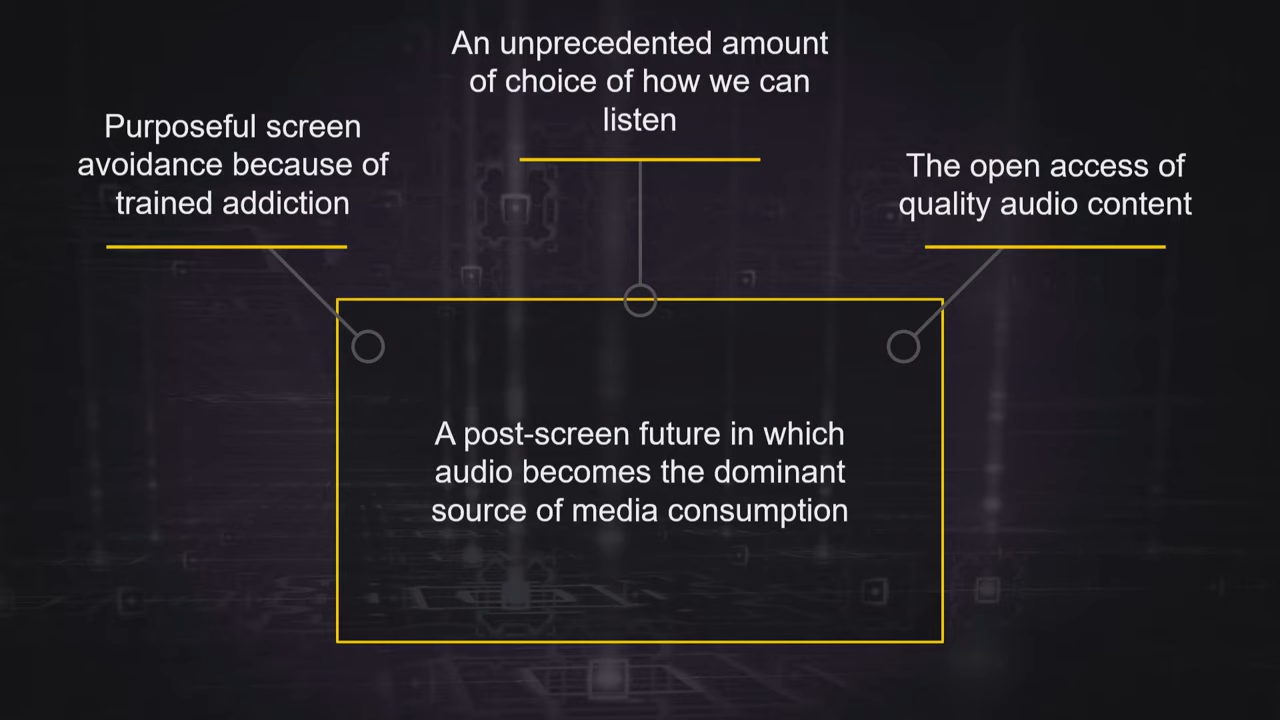 An unprecedented amount
of choice of how we can
listen
Purposeful screen
avoidance because of
trained addiction
The open access of
quality audio content
A post-screen future in which
audio becomes the dominant
source of media consumption